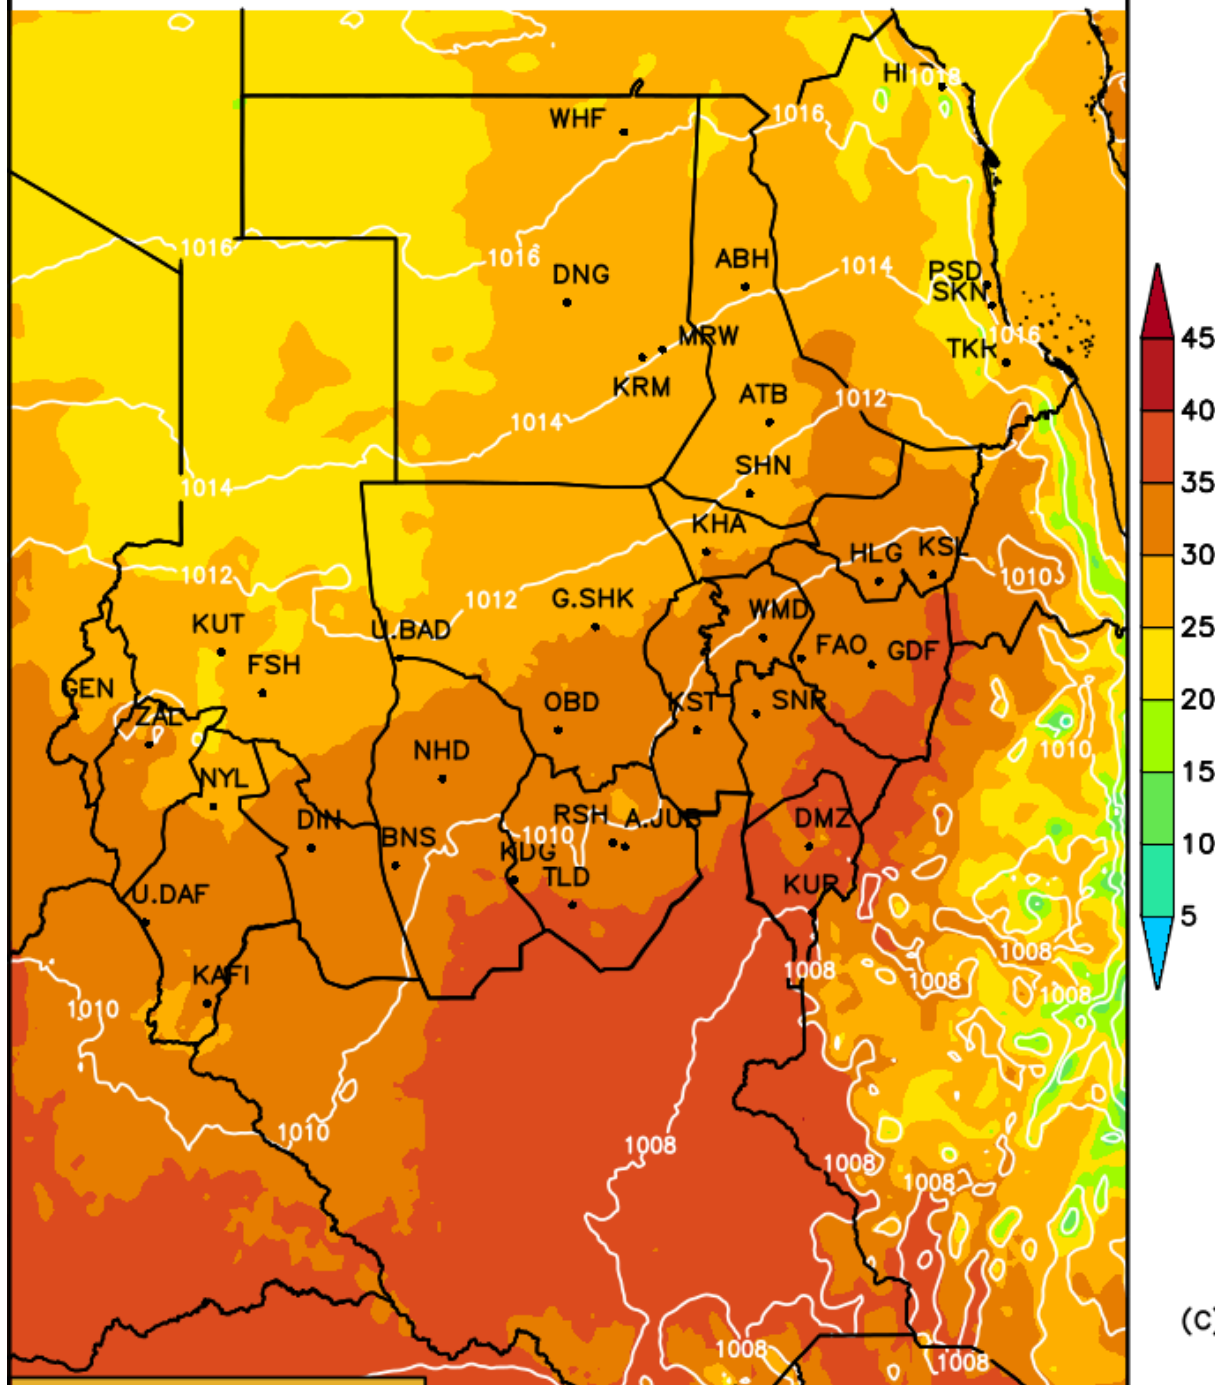 HI
1018
WHF
1016
1016
1016
DNG
ABH
1014
PSD
SKN
1016
MRW
TKR
KRM
ATB
1012
1014
SHN
1014
KHA
HLG
KSL
1012
1010
1012
G.SHK
WMD
KUT
U.BAD
FAO
GDF
FSH
GEN
OBD
KST
SNR
ZAL
NHD
1010
NYL
DIN
RSH
A.JUB
DMZ
BNS
1010
KDG
TLD
KUR
U.DAF
1008
KAFI
1008
1008
1008
1010
1010
1008
1008
1008
1008
1008
45
40
35
30
25
20
15
10
5
(C)